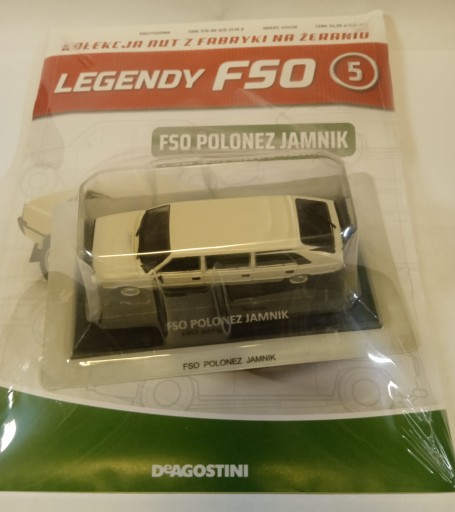 KOLEKCJA AUT Z FABRYKI NA ŻERANIU
LEGENDY FSO 5
FSO POLONEZ JAMNIK
FSO POLONEZ JAMNIK
FSO POLONEZ JAMNIK
DeAGOSTINI